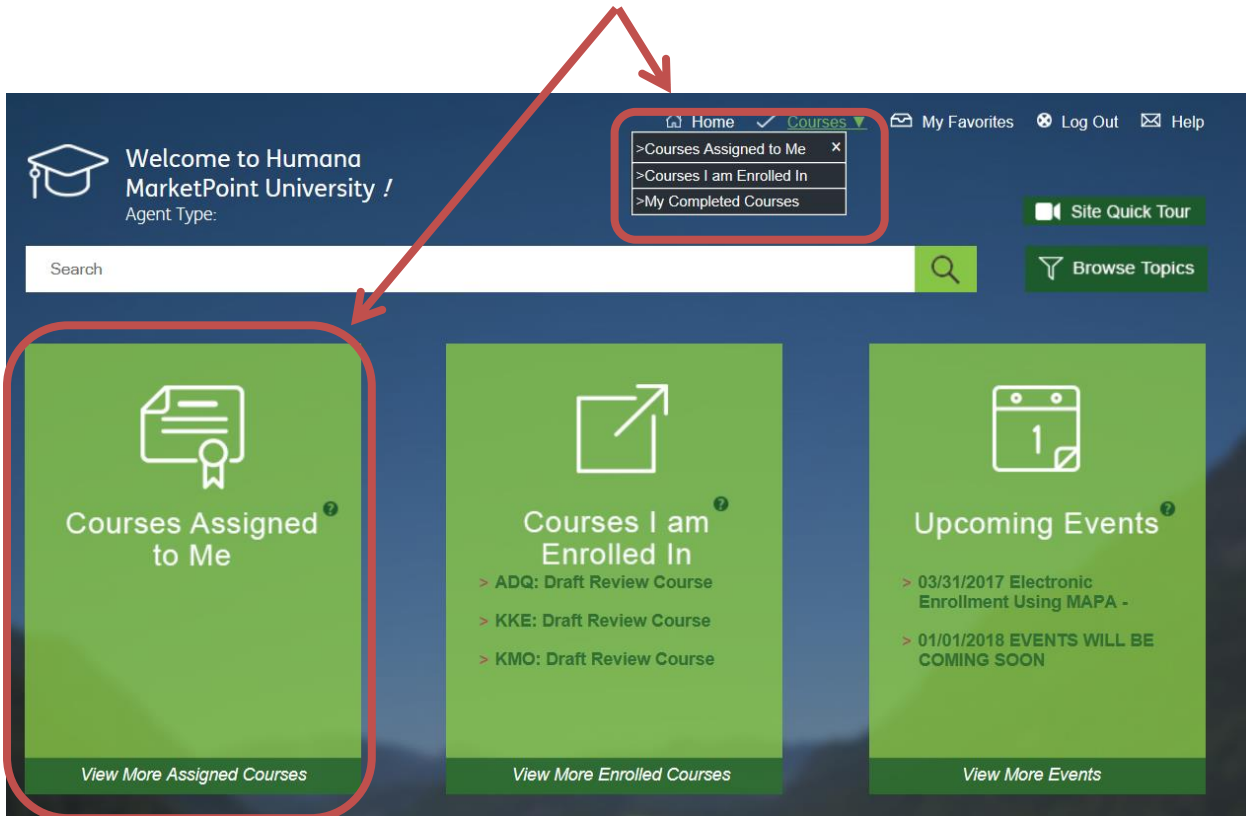 Home Courses ▼ My Favorites Log Out Help
>Courses Assigned to Me x
>Courses I am Enrolled In
>My Completed Courses
Welcome to Humana
MarketPoint University !
Agent Type:
Site Quick Tour
Search
Browse Topics
Courses Assigned ?
to Me
View More Assigned Courses
Courses I am ?
Enrolled In
> ADQ: Draft Review Course
> KKE: Draft Review Course
> KMO: Draft Review Course
View More Enrolled Courses
1
Upcoming Events ?
> 03/31/2017 Electronic
Enrollment Using MAPA -
> 01/01/2018 EVENTS WILL BE
COMING SOON
View More Events